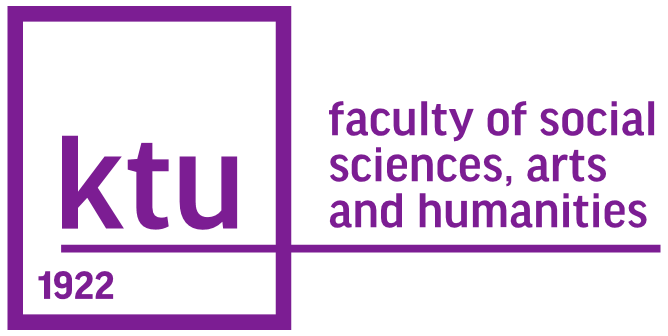 ktu
1922
faculty of social
sciences, arts
and humanities